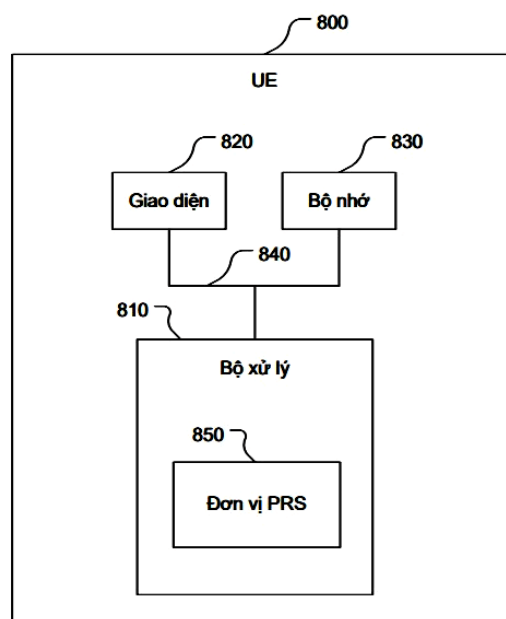 800
UE
820
830
Giao diện
Bộ nhớ
840
810
Bộ xử lý
850
Đơn vị PRS